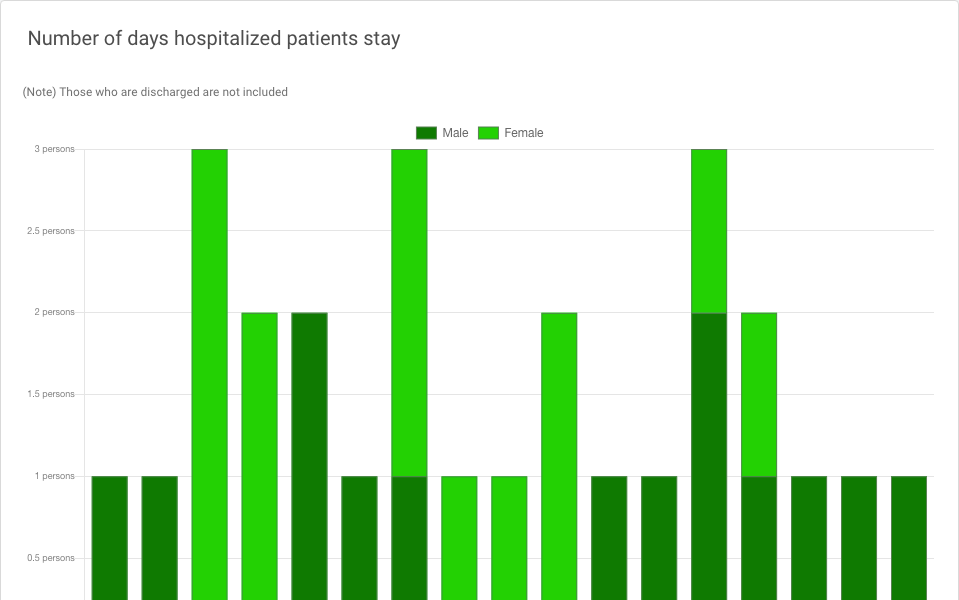 Number of days hospitalized patients stay
(Note) Those who are discharged are not included
Male Female
3 persons
2.5 persons
2 persons
1.5 persons
1 persons
0.5 persons